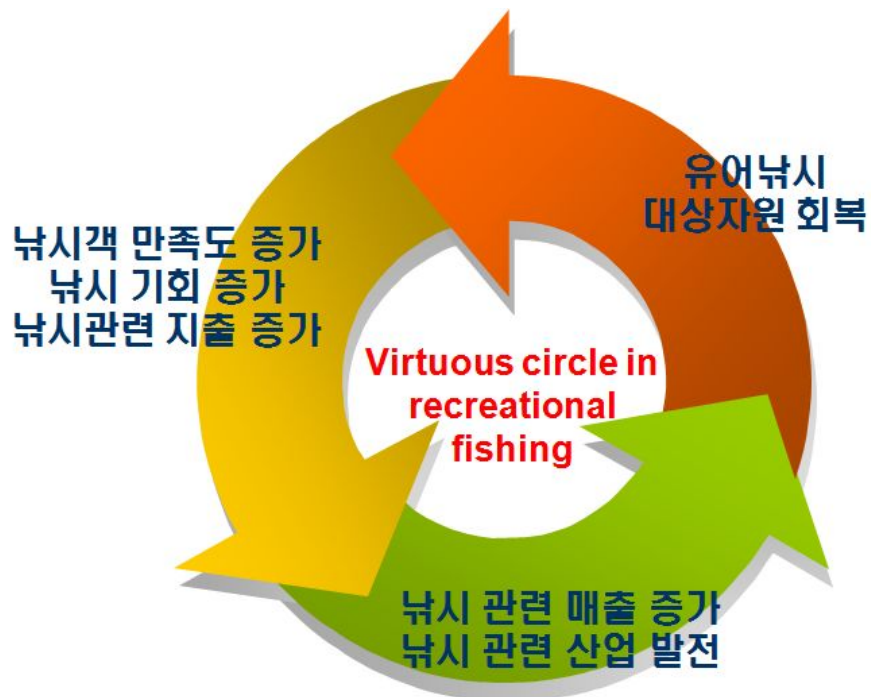 유어낚시
대상자원 회복
낚시객 만족도 증가
낚시 기회 증가
낚시관련 지출 증가
Virtuous circle in
recreational
fishing
낚시 관련 매출 증가
낚시 관련 산업 발전